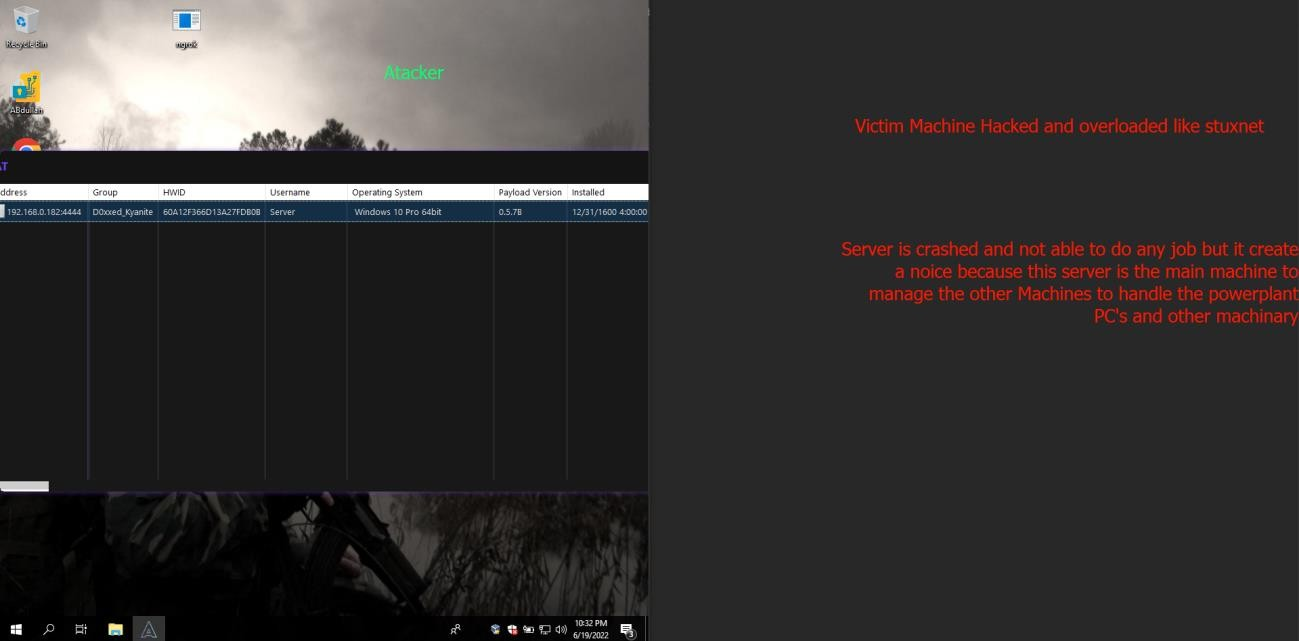 Recycle Bin
ngrok
Atacker
ABdullah
Victim Machine Hacked and overloaded like stuxnet
AT
ddress Group HWID Username Operating System Payload Version Installed
192.168.0.182:4444 D0xxed_Kyanite 60A12F366D13A27FDB0B Server Windows 10 Pro 64bit 0.5.7B 12/31/1600 4:00:00
Server is crashed and not able to do any job but it create
a noice because this server is the main machine to
manage the other Machines to handle the powerplant
PC's and other machinary
10:32 PM
6/19/2022
3